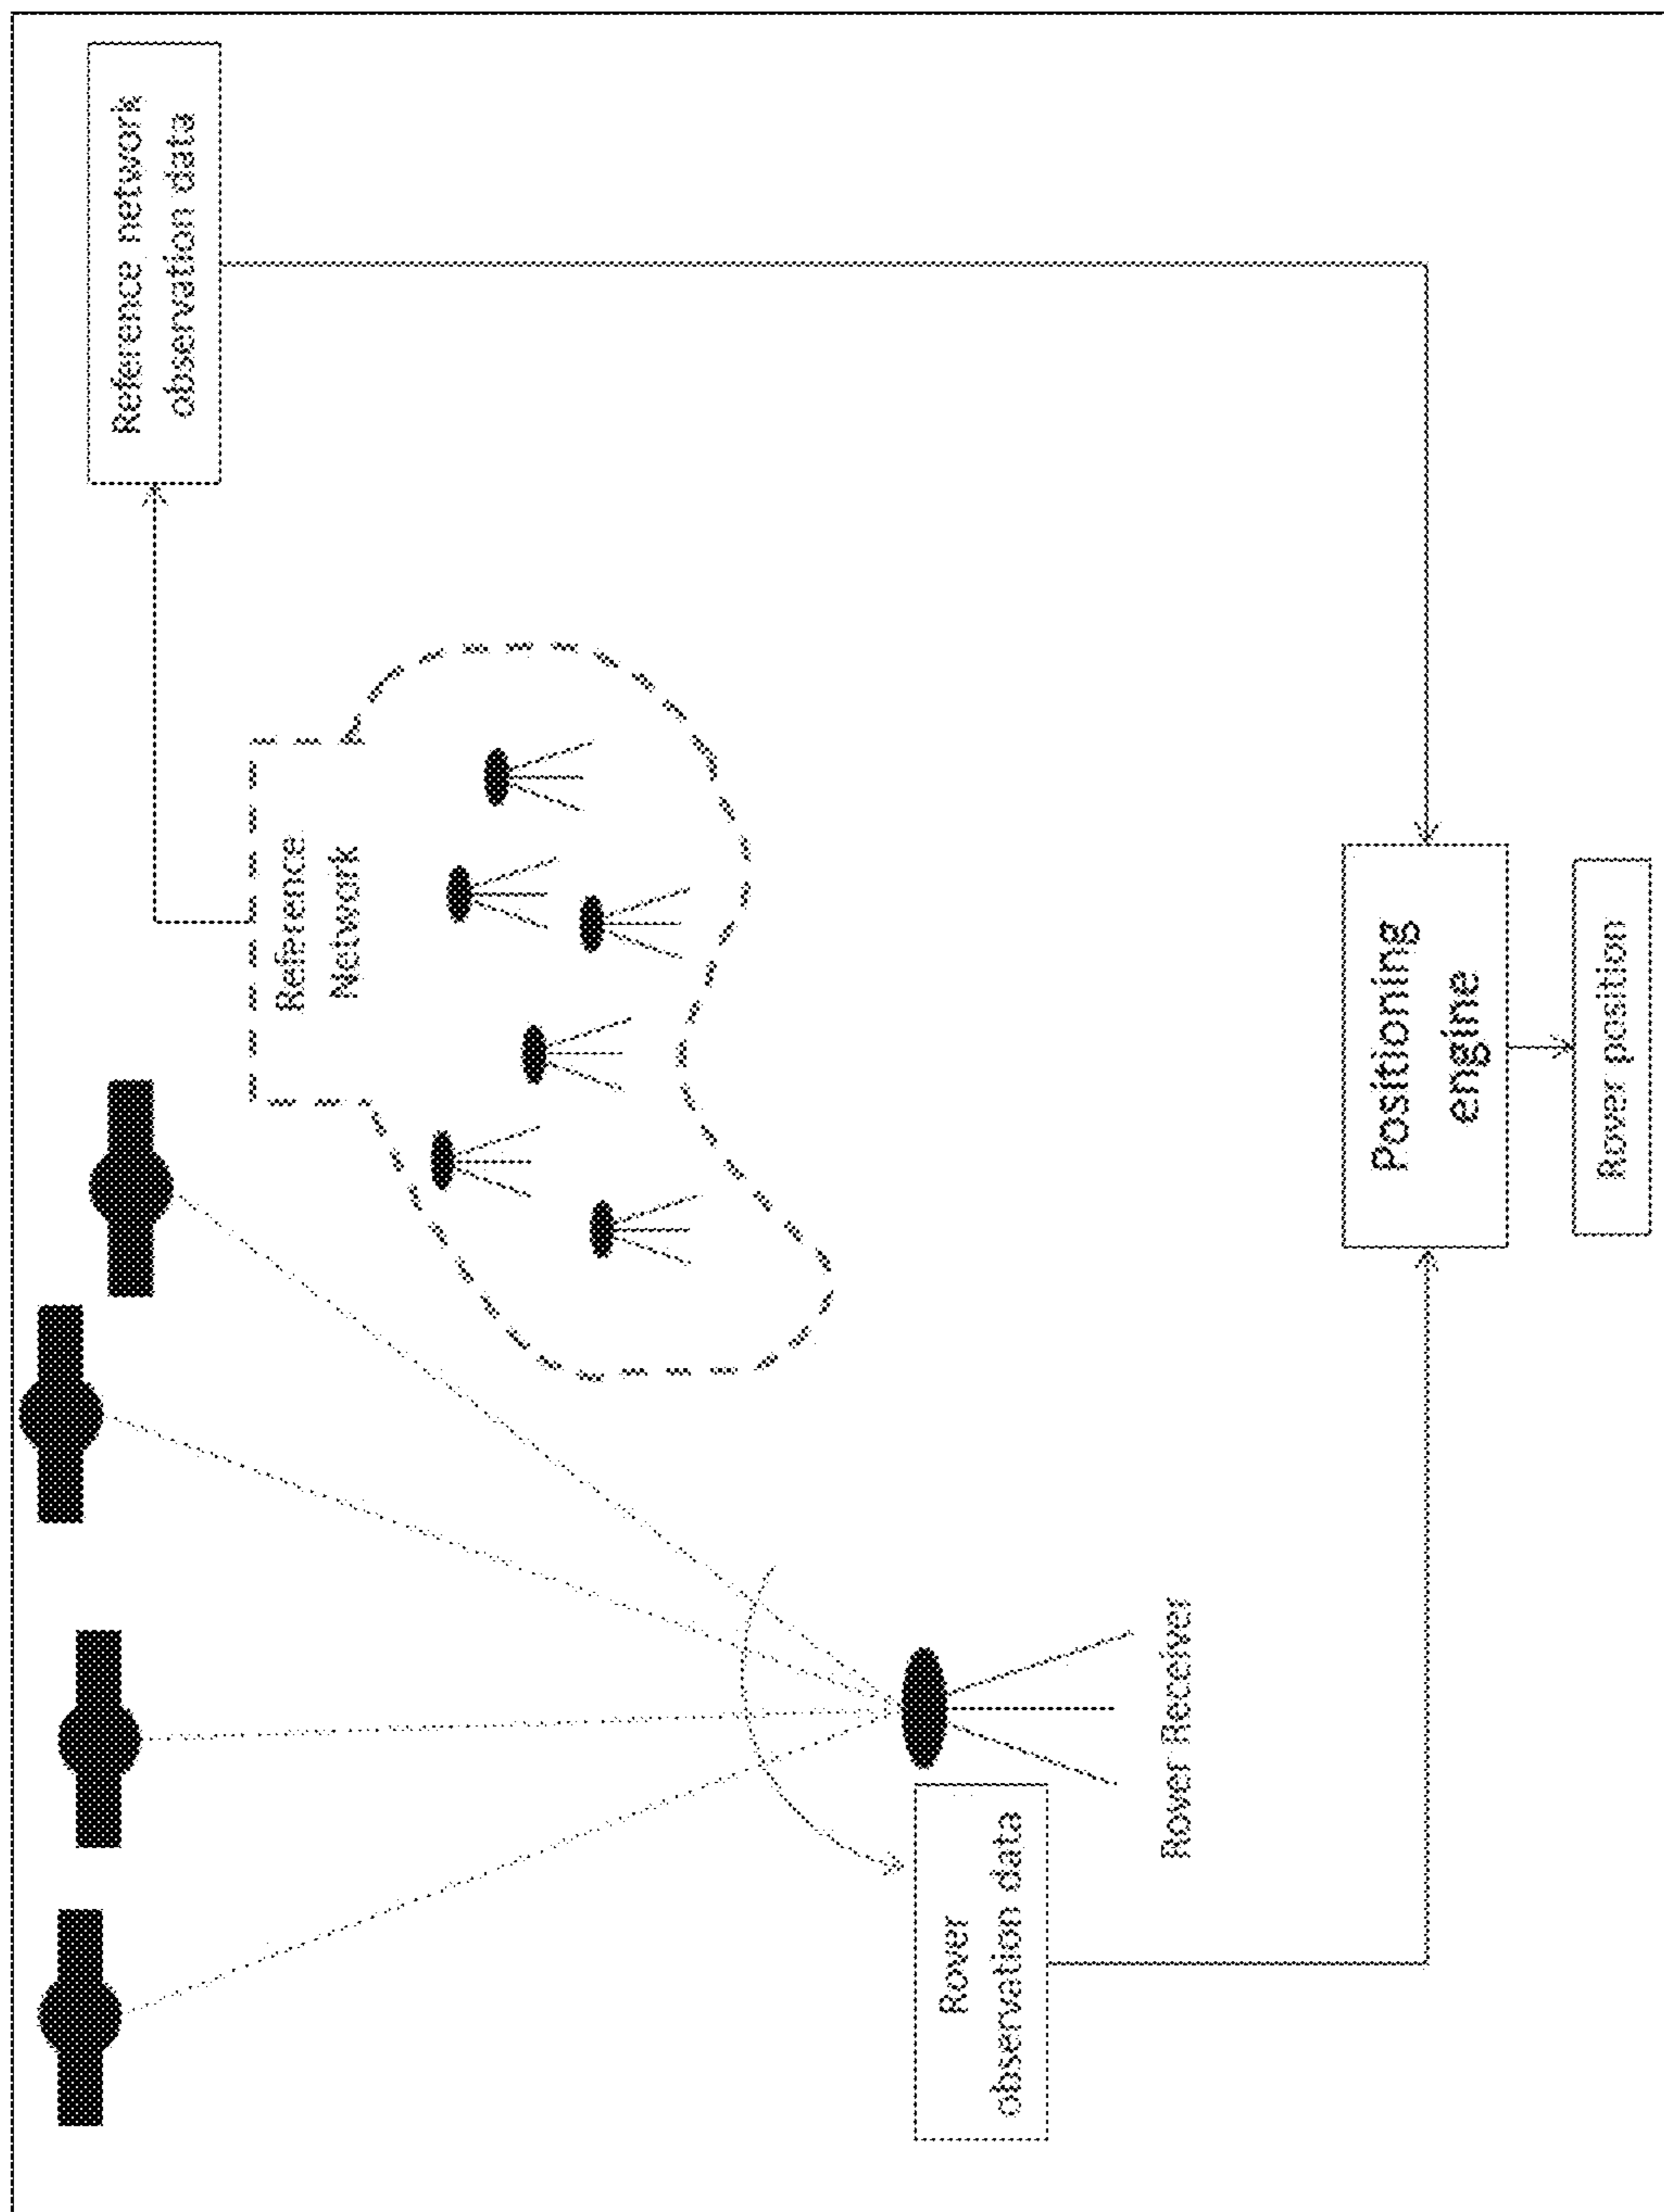 Reference network
observation data
Reference
Network
Rover
observation data
Rover Receiver
Positioning
engine
Rover position